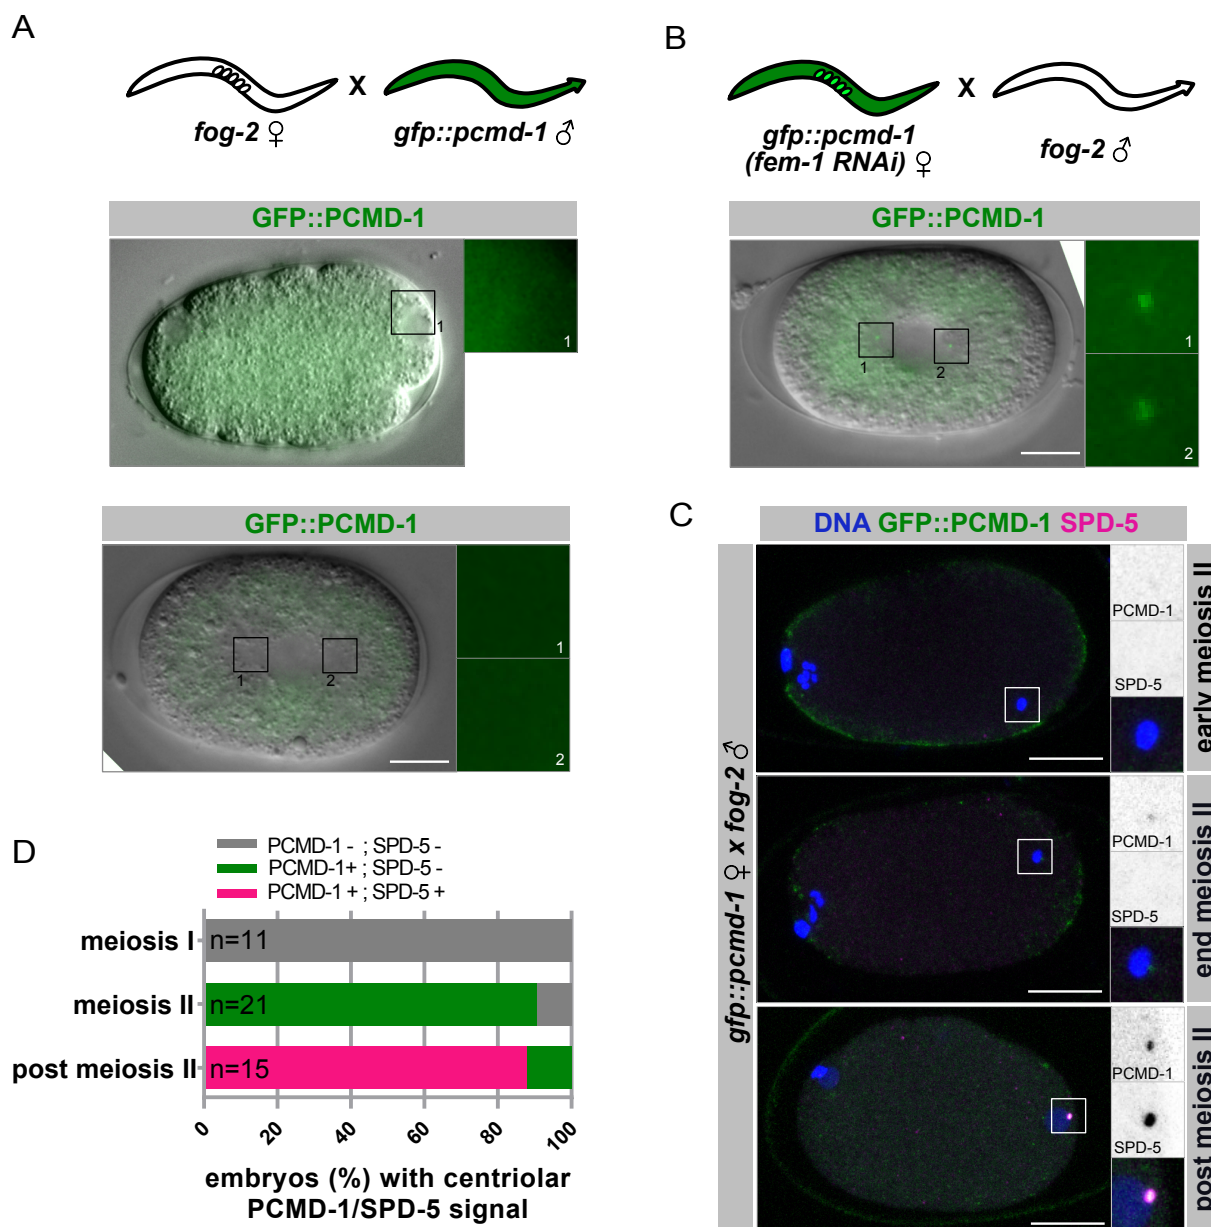 A
X
fog-2 ♀
gfp::pcmd-1 ♂
GFP::PCMD-1
1
1
GFP::PCMD-1
1
2
1
2
B
X
gfp::pcmd-1
(fem-1 RNAi) ♀
fog-2 ♂
GFP::PCMD-1
1
2
1
2
C
DNA GFP::PCMD-1 SPD-5
gfp::pcmd-1 ♀ x fog-2 ♂
PCMD-1
SPD-5
early meiosis II
PCMD-1
SPD-5
end meiosis II
PCMD-1
SPD-5
post meiosis II
D
PCMD-1 - ; SPD-5 -
PCMD-1+ ; SPD-5 -
PCMD-1 + ; SPD-5 +
meiosis I
n=11
meiosis II
n=21
post meiosis II
n=15
0
20
40
60
80
100
embryos (%) with centriolar
PCMD-1/SPD-5 signal